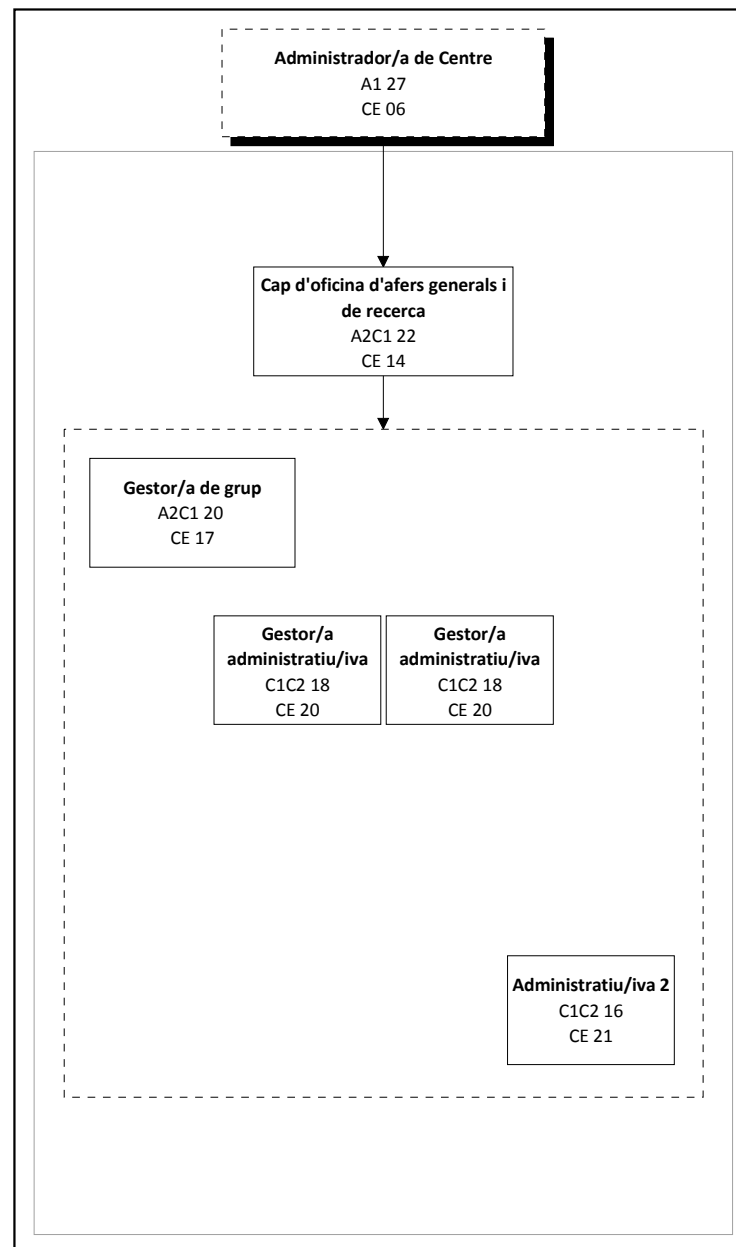 Administrador/a de Centre
A1 27
CE 06
Cap d'oficina d'afers generals i
de recerca
A2C1 22
CE 14
Gestor/a de grup
A2C1 20
CE 17
Gestor/a
administratiu/iva
C1C2 18
CE 20
Gestor/a
administratiu/iva
C1C2 18
CE 20
Administratiu/iva 2
C1C2 16
CE 21